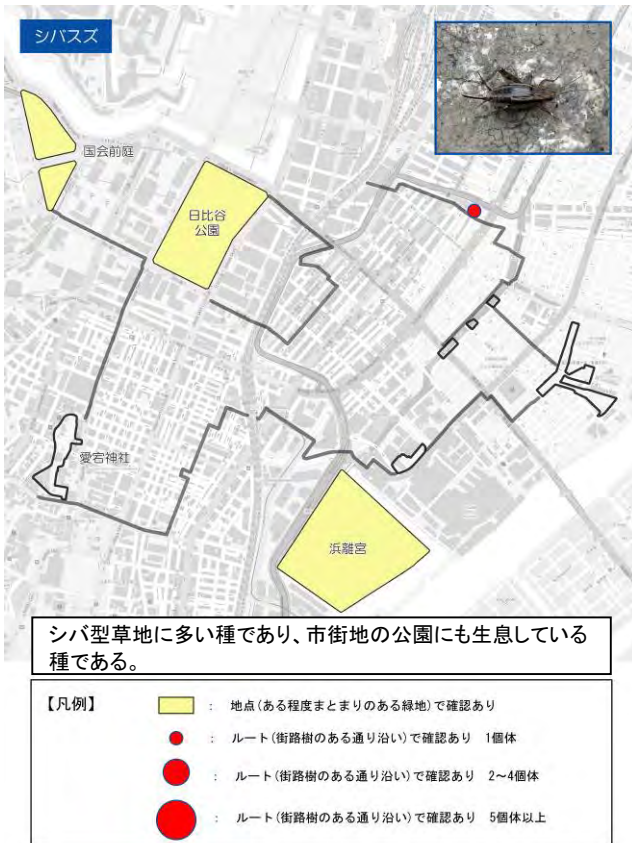 シバスズ
国会前庭
日比谷
公園
愛宕神社
浜離宮
シバ型草地に多い種であり、市街地の公園にも生息している
種である。
【凡例】
： 地点（ある程度まとまりのある緑地）で確認あり
： ルート（街路樹のある通り沿い）で確認あり 1個体
： ルート（街路樹のある通り沿い）で確認あり 2～4個体
： ルート（街路樹のある通り沿い）で確認あり 5個体以上